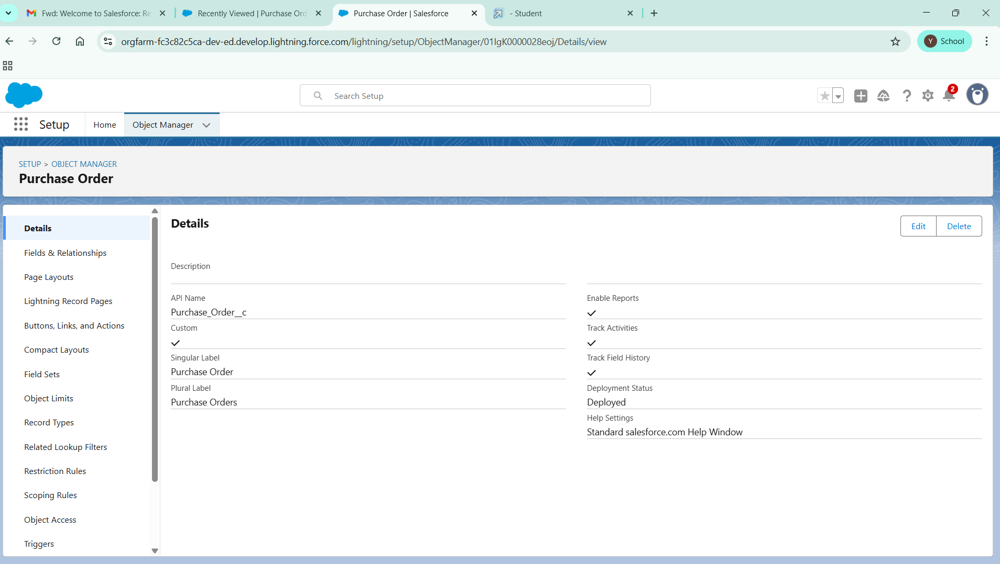 Fwd: Welcome to Salesforce: Re
Recently Viewed | Purchase Ord
Purchase Order | Salesforce
- Student
orgfarm-fc3c82c5ca-dev-ed.develop.lightning.force.com/lightning/setup/ObjectManager/01IgK0000028eoj/Details/view
Y School
Search Setup
2
Setup
Home
Object Manager
SETUP > OBJECT MANAGER
Purchase Order
Details
Fields & Relationships
Page Layouts
Lightning Record Pages
Buttons, Links, and Actions
Compact Layouts
Field Sets
Object Limits
Record Types
Related Lookup Filters
Restriction Rules
Scoping Rules
Object Access
Triggers
Details
Edit
Delete
Description
API Name
Purchase_Order__c
Custom
Singular Label
Purchase Order
Plural Label
Purchase Orders
Enable Reports
Track Activities
Track Field History
Deployment Status
Deployed
Help Settings
Standard salesforce.com Help Window